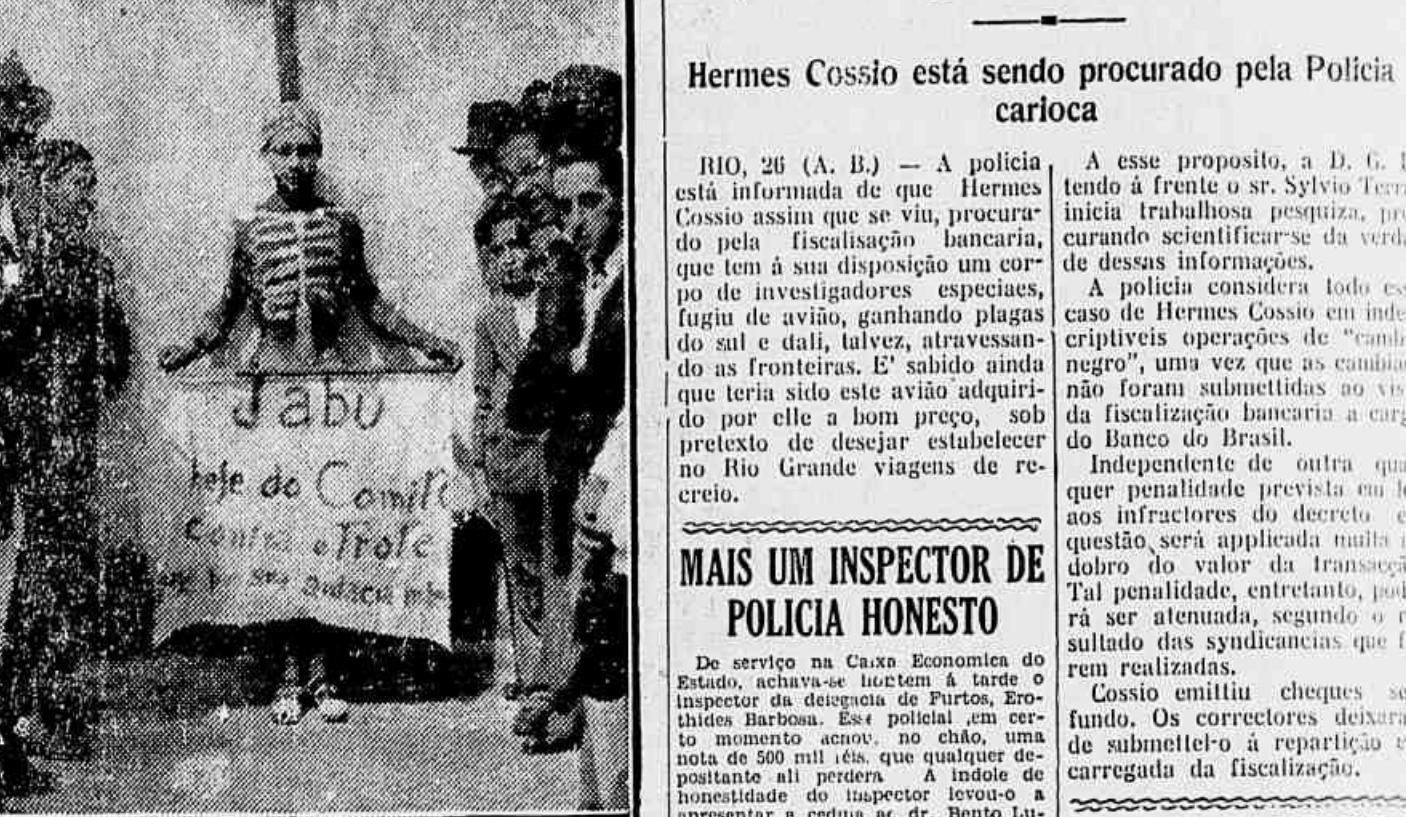 Jabu
do Comité
Contra o Trote
audacia
Hermes Cossio está sendo procurado pela Policia
carioca
RIO, 26 (A. B.) — A policia
está informada de que Hermes
Cossio assim que se viu, procura-
do pela fiscalisação bancaria,
que tem á sua disposição um cor-
po de investigadores especiaes,
fugiu de avião, ganhando plagas
do sul e dali, talvez, atravessan-
do as fronteiras. E' sabido ainda
que teria sido este avião adquiri-
do por elle a bom preço, sob
pretexto de desejar estabelecer
no Rio Grande viagens de re-
creio.
MAIS UM INSPECTOR DE
POLICIA HONESTO
De serviço na Caixa Economica do
Estado, achava-se hontem á tarde o
inspector da delegacia de Furtos, Ero-
thides Barbosa. Esse policial ,em cer-
to momento achou, no chão, uma
nota de 500 mil réis, que qualquer de-
positante ali perdera A indole de
honestidade do inspector levou-o a
apresentar a cedula ao dr. Bento Lu-
A esse proposito, a D. G.
tendo á frente o sr. Sylvio
inicia trabalhosa pesquiza,
curando scientificar-se da
de dessas informações.
A policia considera todo
caso de Hermes Cossio em
criptiveis operações de
negro", uma vez que as
não foram submettidas ao
da fiscalização bancaria a
do Banco do Brasil.
Independente de outra
quer penalidade prevista em
aos infractores do decreto
questão será applicada multa
dobro do valor da
Tal penalidade, entretanto,
rá ser atenuada, segundo o
sultado das syndicancias que
rem realizadas.
Cossio emittiu cheques
fundo. Os correctores
de submettel-o á repartição
carregada da fiscalização.